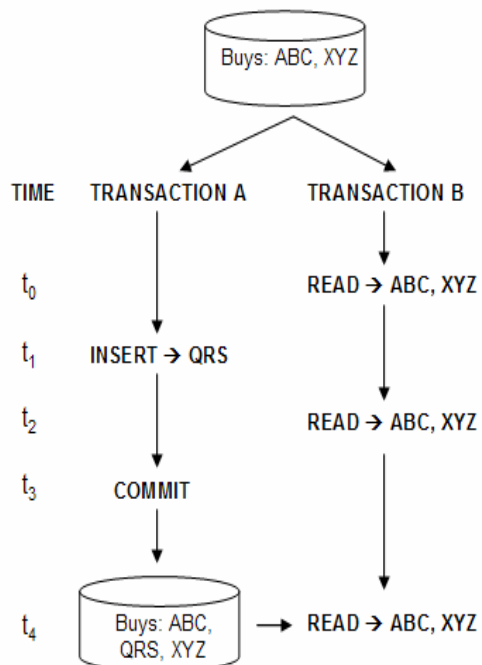 Buys: ABC, XYZ
TIME TRANSACTION A TRANSACTION B
t0 READ → ABC, XYZ
t1 INSERT → QRS
t2 READ → ABC, XYZ
t3 COMMIT
t4 Buys: ABC, READ → ABC, XYZ
QRS, XYZ